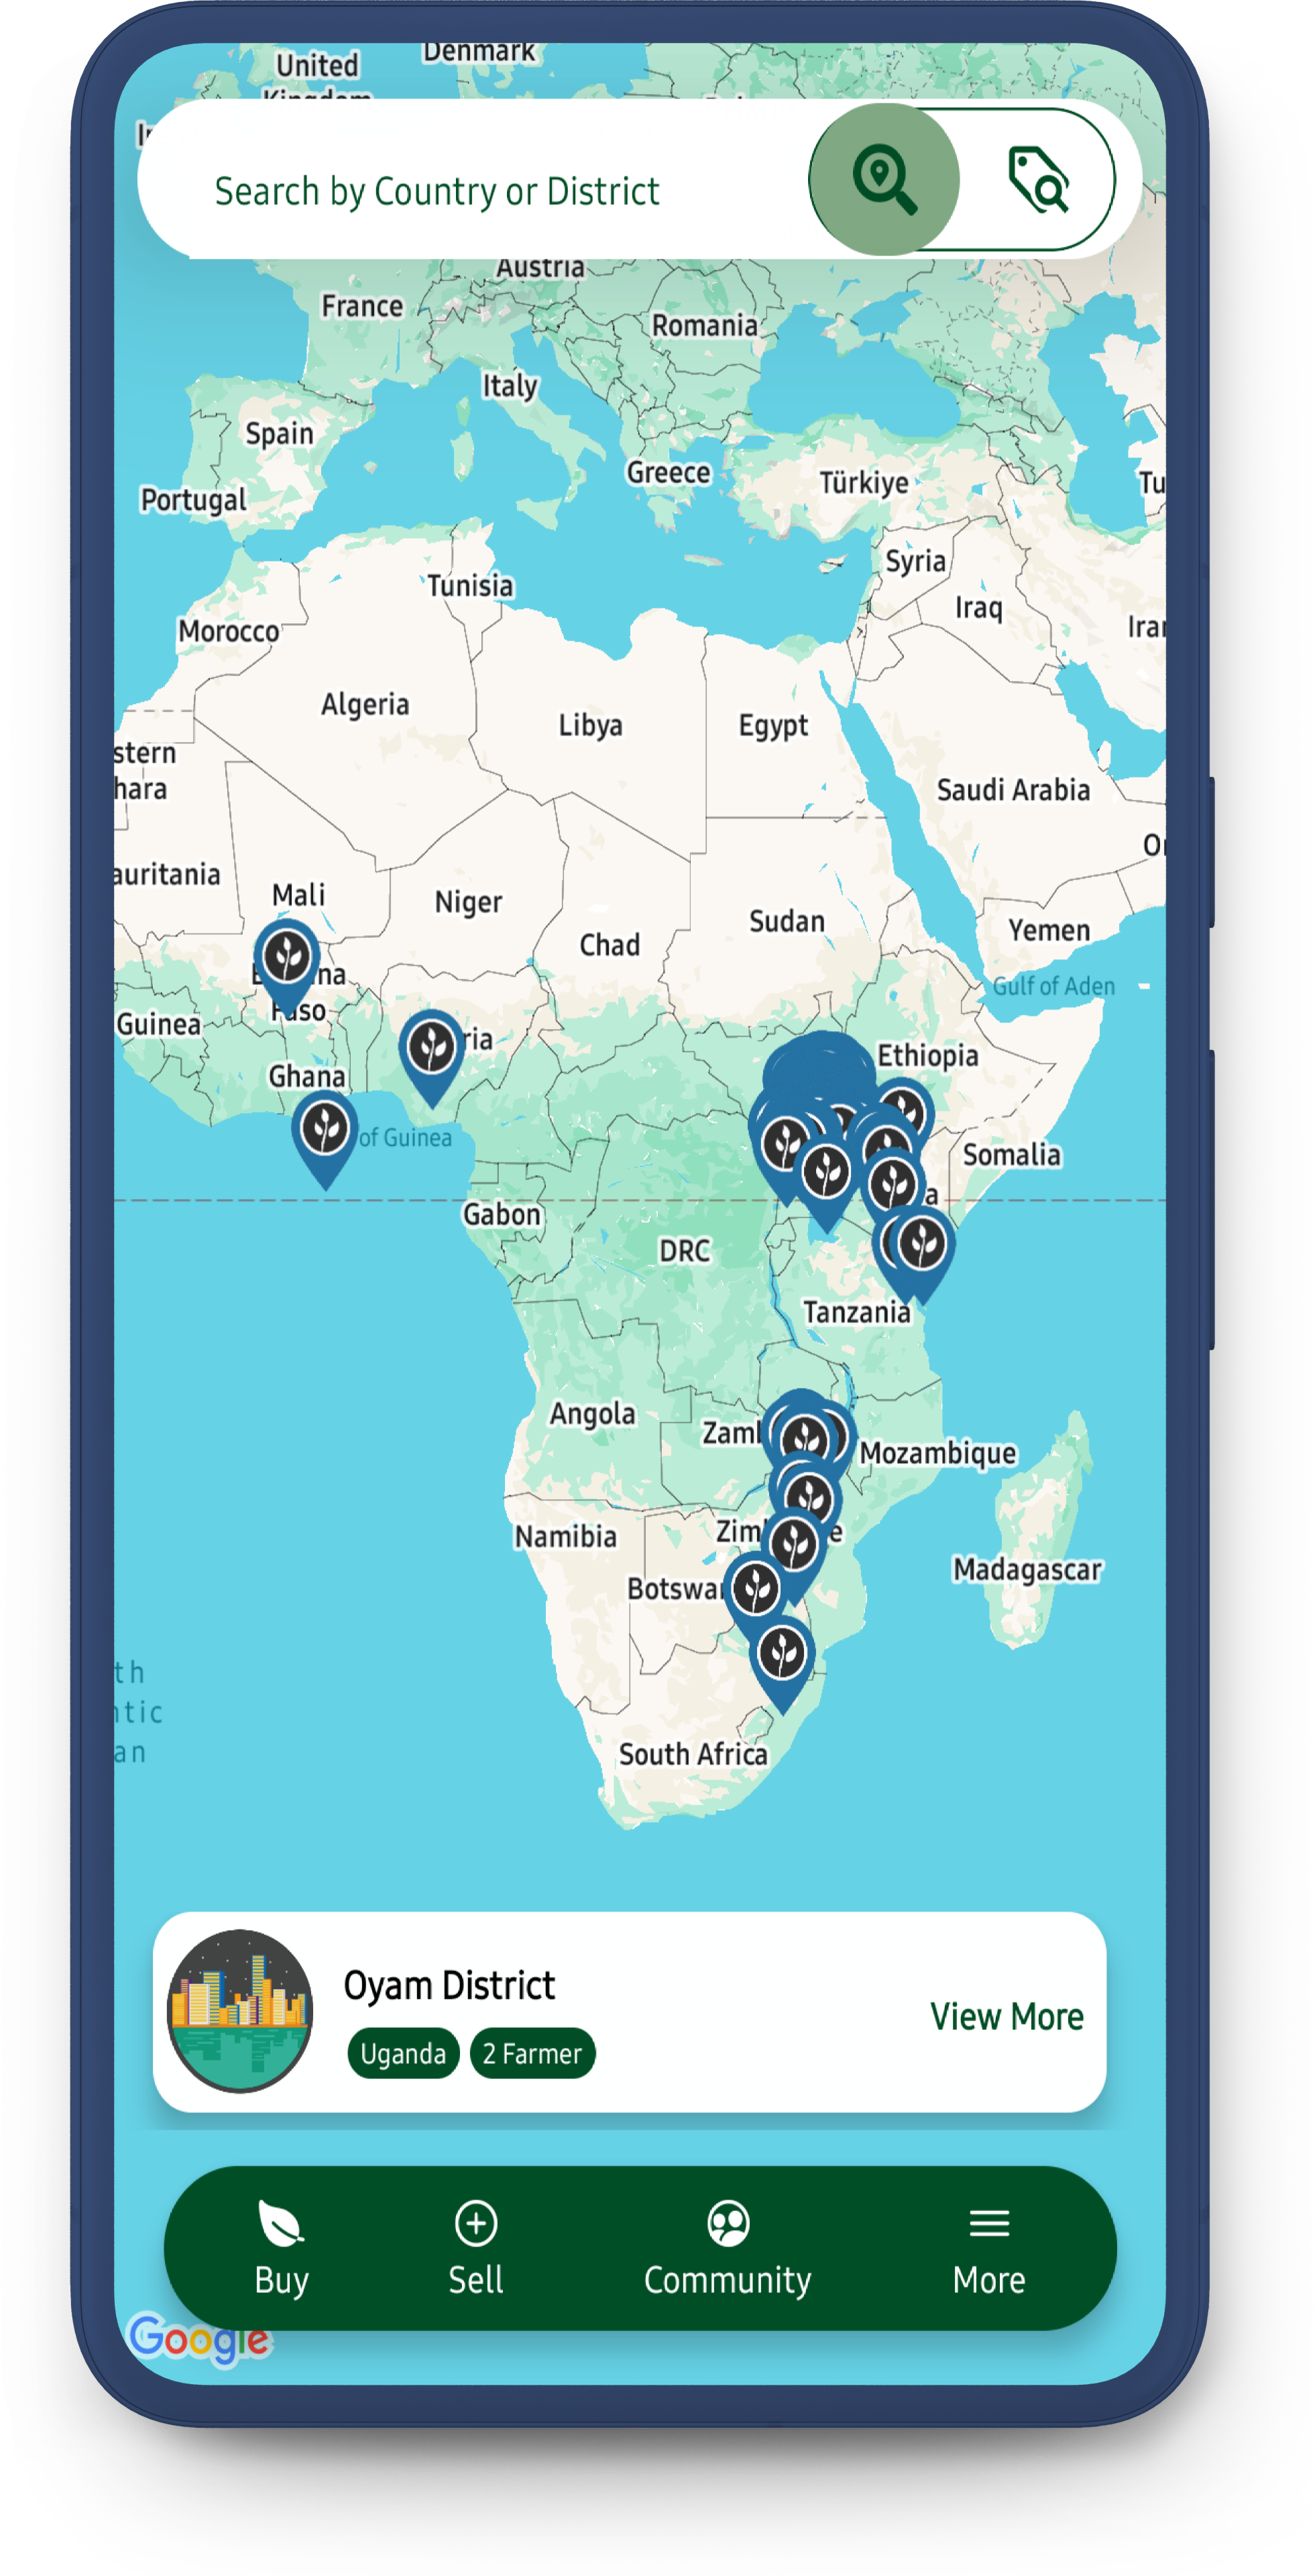 Denmark
United
Kingdom
Search by Country or District
Austria
France
Romania
Italy
Spain
Greece
Türkiye
Portugal
Tu
Syria
Tunisia
Iraq
Morocco
Irar
Algeria
Libya
Egypt
stern
hara
Saudi Arabia
auritania
Mali
Niger
Sudan
Yemen
Chad
na
Gulf of Aden
Faso
Guinea
ria
Ethiopia
Ghana
of Guinea
Somalia
a
Gabon
DRC
Tanzania
Angola
Zaml
Mozambique
Namibia
Zim e
Madagascar
Botswar
th
ntic
an
South Africa
Oyam District
View More
Uganda
2 Farmer
Buy
Sell
Community
More
Google